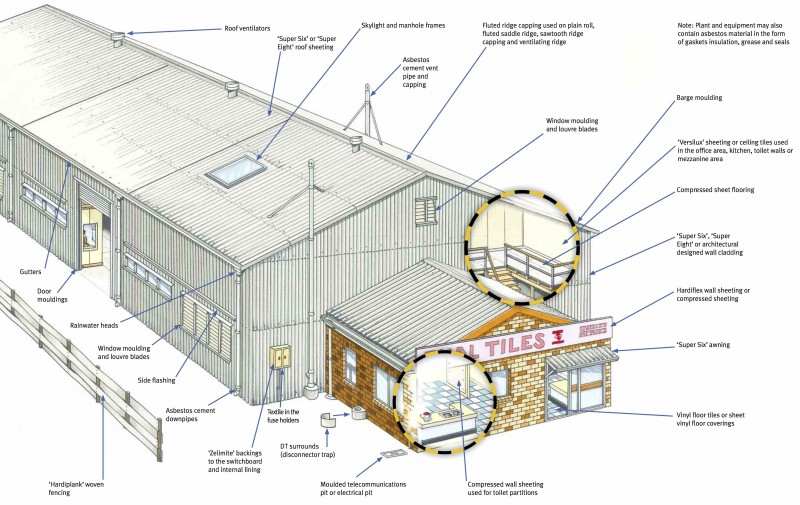 Roof ventilators
'Super Six' or 'Super
Eight' roof sheeting
Skylight and manhole frames
Asbestos
cement vent
pipe and
capping
Fluted ridge capping used on plain roll,
fluted saddle ridge, sawtooth ridge
capping and ventilating ridge
Note: Plant and equipment may also
contain asbestos material in the form
of gaskets insulation, grease and seals
Window moulding
and louvre blades
Barge moulding
'Versilux' sheeting or ceiling tiles used
in the office area, kitchen, toilet walls or
mezzanine area
Compressed sheet flooring
'Super Six', 'Super
Eight' or architectural
designed wall cladding
Hardiflex wall sheeting or
compressed sheeting
'Super Six' awning
Vinyl floor tiles or sheet
vinyl floor coverings
Gutters
Door
mouldings
Rainwater heads
Window moulding
and louvre blades
Side flashing
Asbestos cement
downpipes
Textile in the
fuse holders
'Zelimite' backings
to the switchboard
and internal lining
DT surrounds
(disconnector trap)
Moulded telecommunications
pit or electrical pit
Compressed wall sheeting
used for toilet partitions
'Hardiplank' woven
fencing
TILES